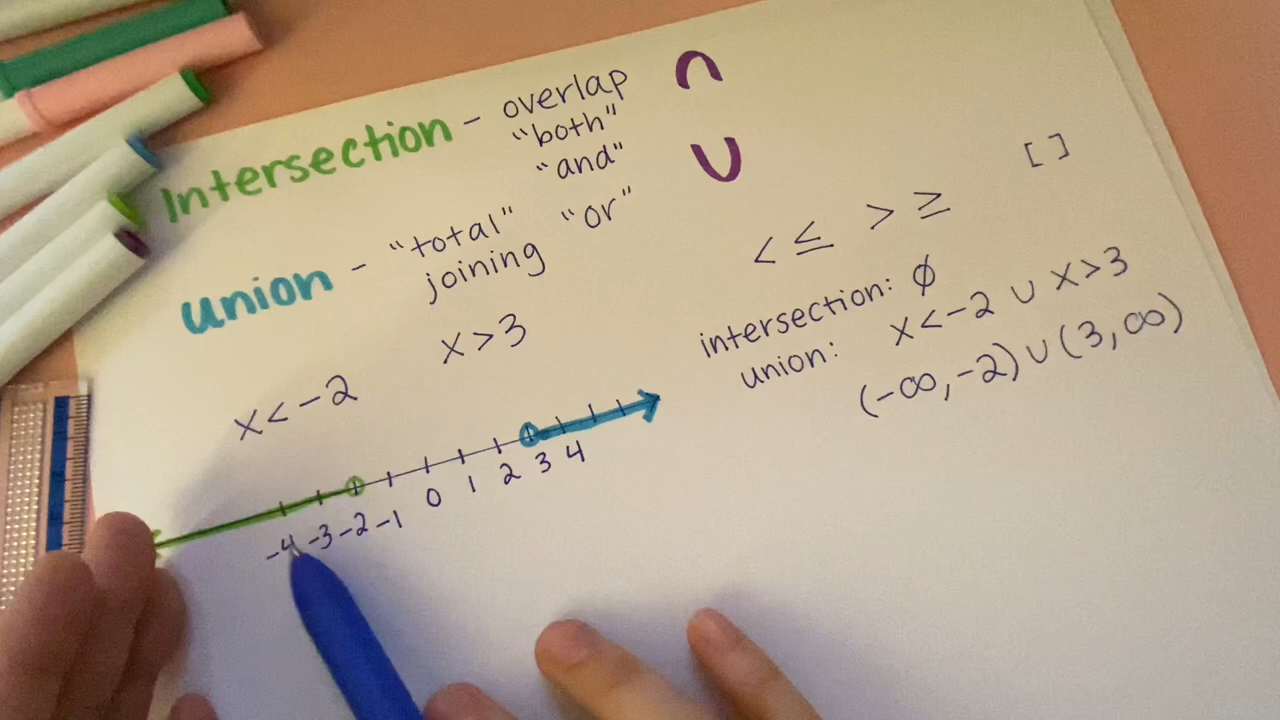 Intersection - overlap ∩
"both"
"and" ∪
union - "total" "or"
joining
[ ]
< ≤ > ≥
x < -2 x > 3
-4 -3 -2 -1 0 1 2 3 4
intersection: ∅
union: x < -2 ∪ x > 3
(-∞, -2) ∪ (3, ∞)